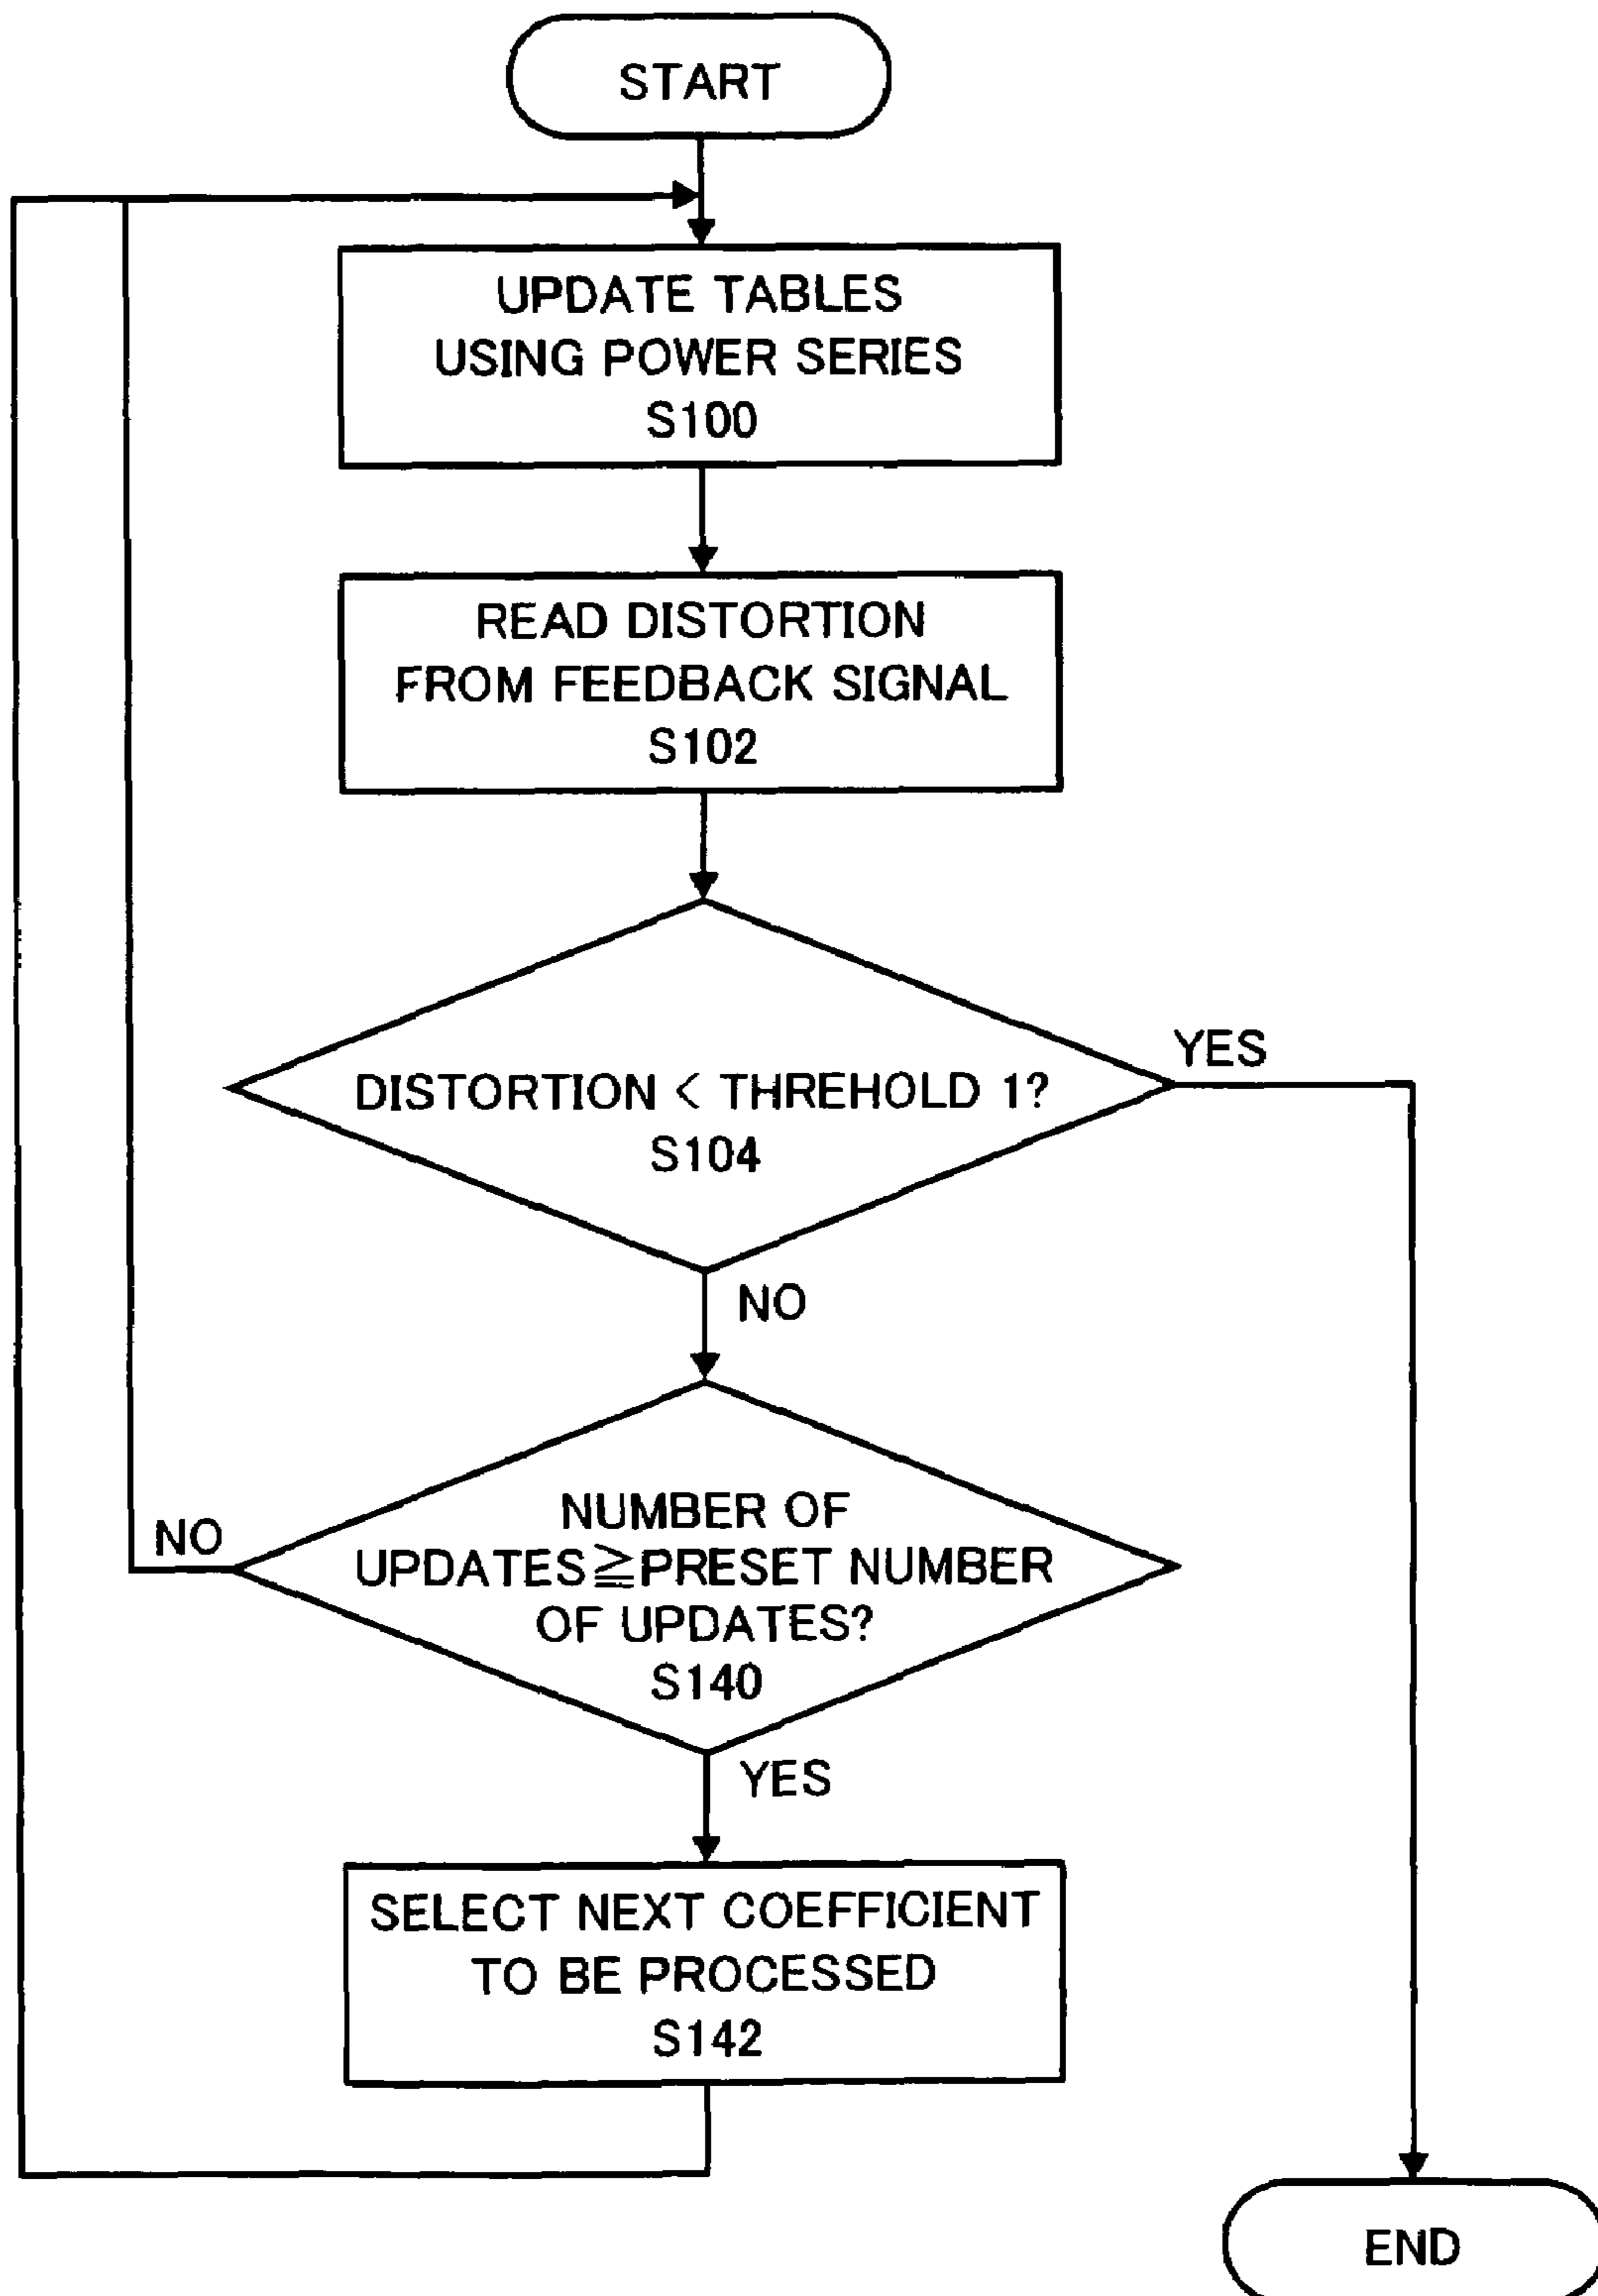 START
UPDATE TABLES
USING POWER SERIES
S100
READ DISTORTION
FROM FEEDBACK SIGNAL
S102
DISTORTION < THREHOLD 1?
S104
YES
NO
NUMBER OF
UPDATES≧PRESET NUMBER
OF UPDATES?
S140
NO
YES
SELECT NEXT COEFFICIENT
TO BE PROCESSED
S142
END